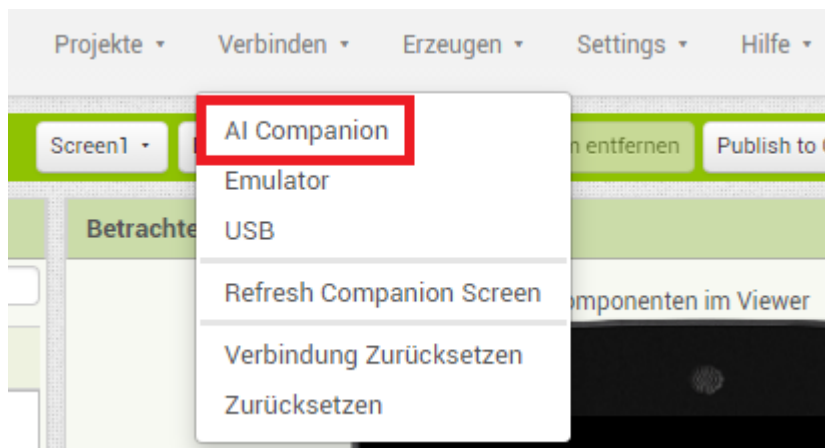 Projekte Verbinden Erzeugen Settings Hilfe
Screen1 entfernen Publish to
AI Companion
Emulator
USB
Betrachte
Refresh Companion Screen
omponenten im Viewer
Verbindung Zurücksetzen
Zurücksetzen